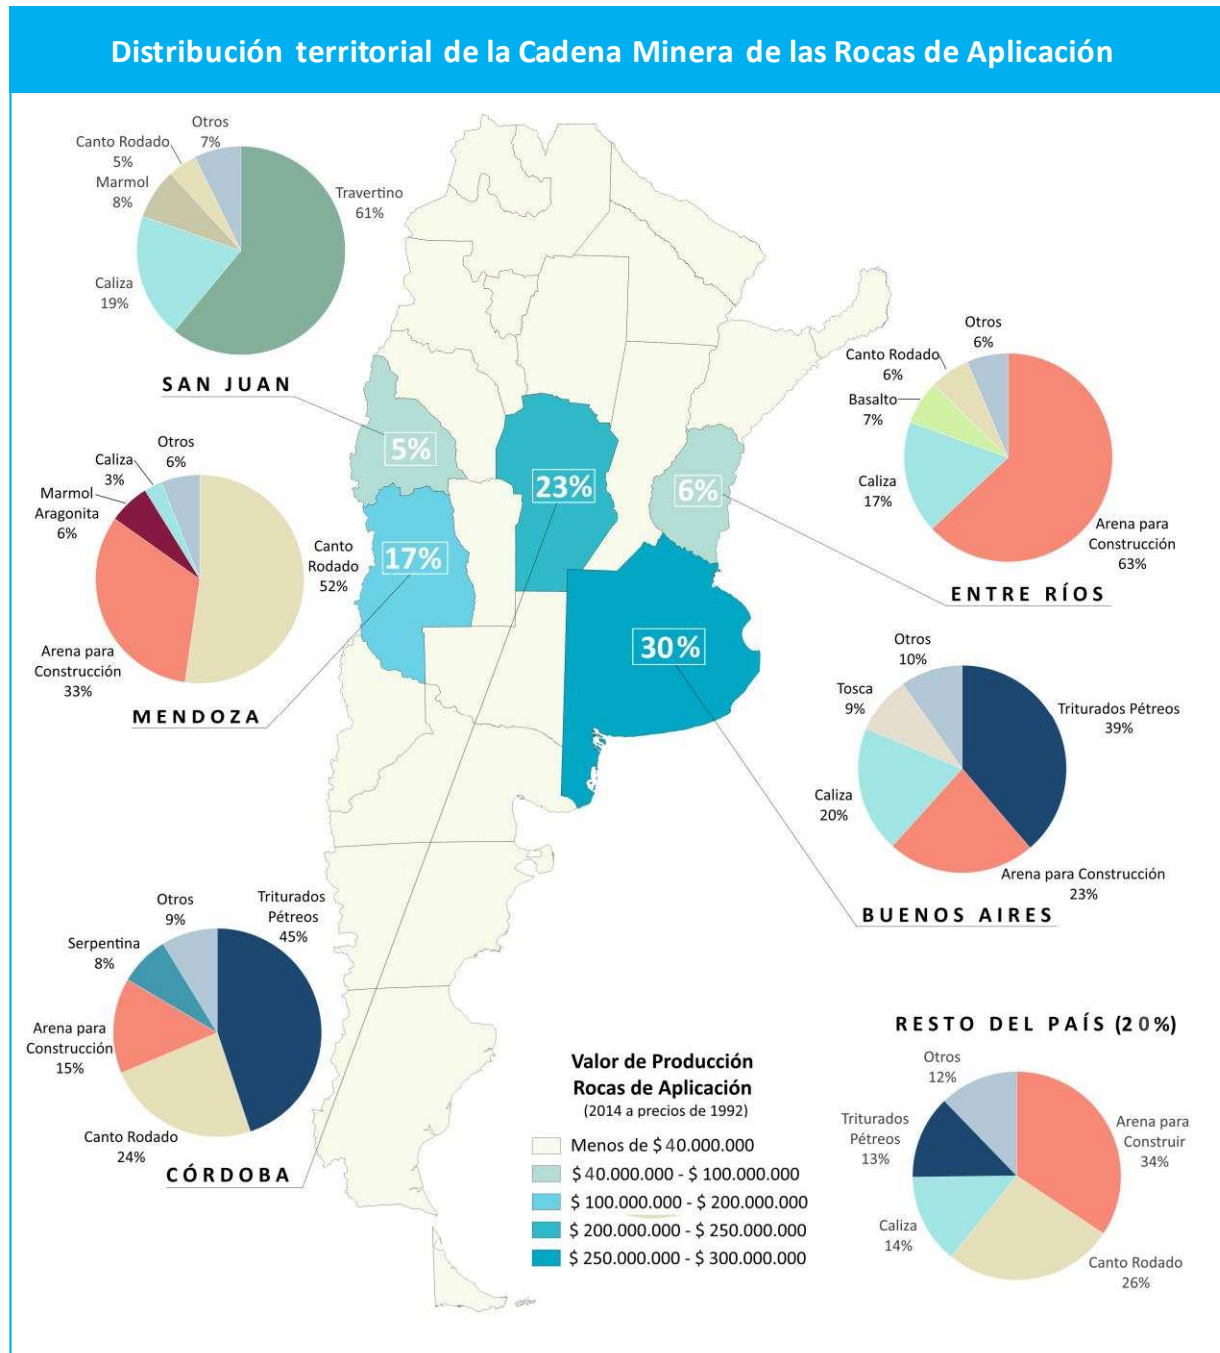 Distribución territorial de la Cadena Minera de las Rocas de Aplicación
Otros
7%
Canto Rodado
5%
Marmol
8%
Travertino
61%
Caliza
19%
SAN JUAN
5%
Otros
6%
Caliza
3%
Marmol
Aragonita
6%
Canto
Rodado
52%
Arena para
Construcción
33%
MENDOZA
17%
23%
6%
30%
Otros
6%
Canto Rodado
6%
Basalto
7%
Caliza
17%
Arena para
Construcción
63%
ENTRE RÍOS
Otros
10%
Tosca
9%
Triturados Pétreos
39%
Caliza
20%
Arena para Construcción
23%
BUENOS AIRES
Otros
9%
Triturados
Pétreos
45%
Serpentina
8%
Arena para
Construcción
15%
Canto Rodado
24%
CÓRDOBA
Valor de Producción
Rocas de Aplicación
(2014 a precios de 1992)
Menos de $ 40.000.000
$ 40.000.000 - $ 100.000.000
$ 100.000.000 - $ 200.000.000
$ 200.000.000 - $ 250.000.000
$ 250.000.000 - $ 300.000.000
RESTO DEL PAÍS (20%)
Otros
12%
Triturados
Pétreos
13%
Arena para
Construir
34%
Caliza
14%
Canto Rodado
26%